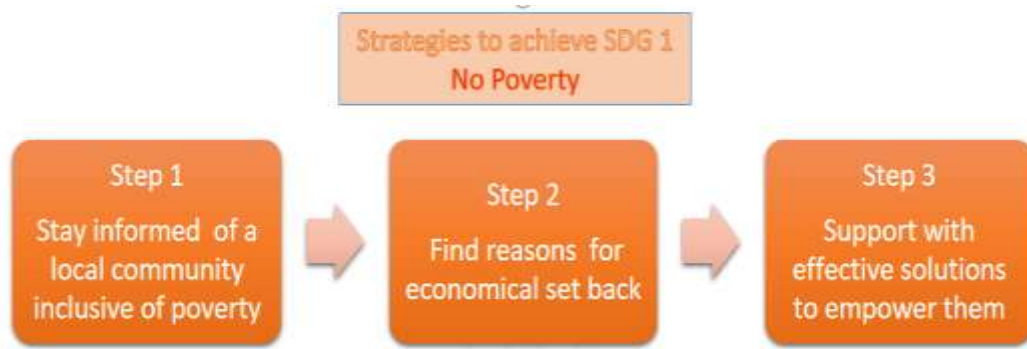 Strategies to achieve SDG 1
No Poverty
Step 1
Stay informed of a
local community
inclusive of poverty
Step 2
Find reasons for
economical set back
Step 3
Support with
effective solutions
to empower them